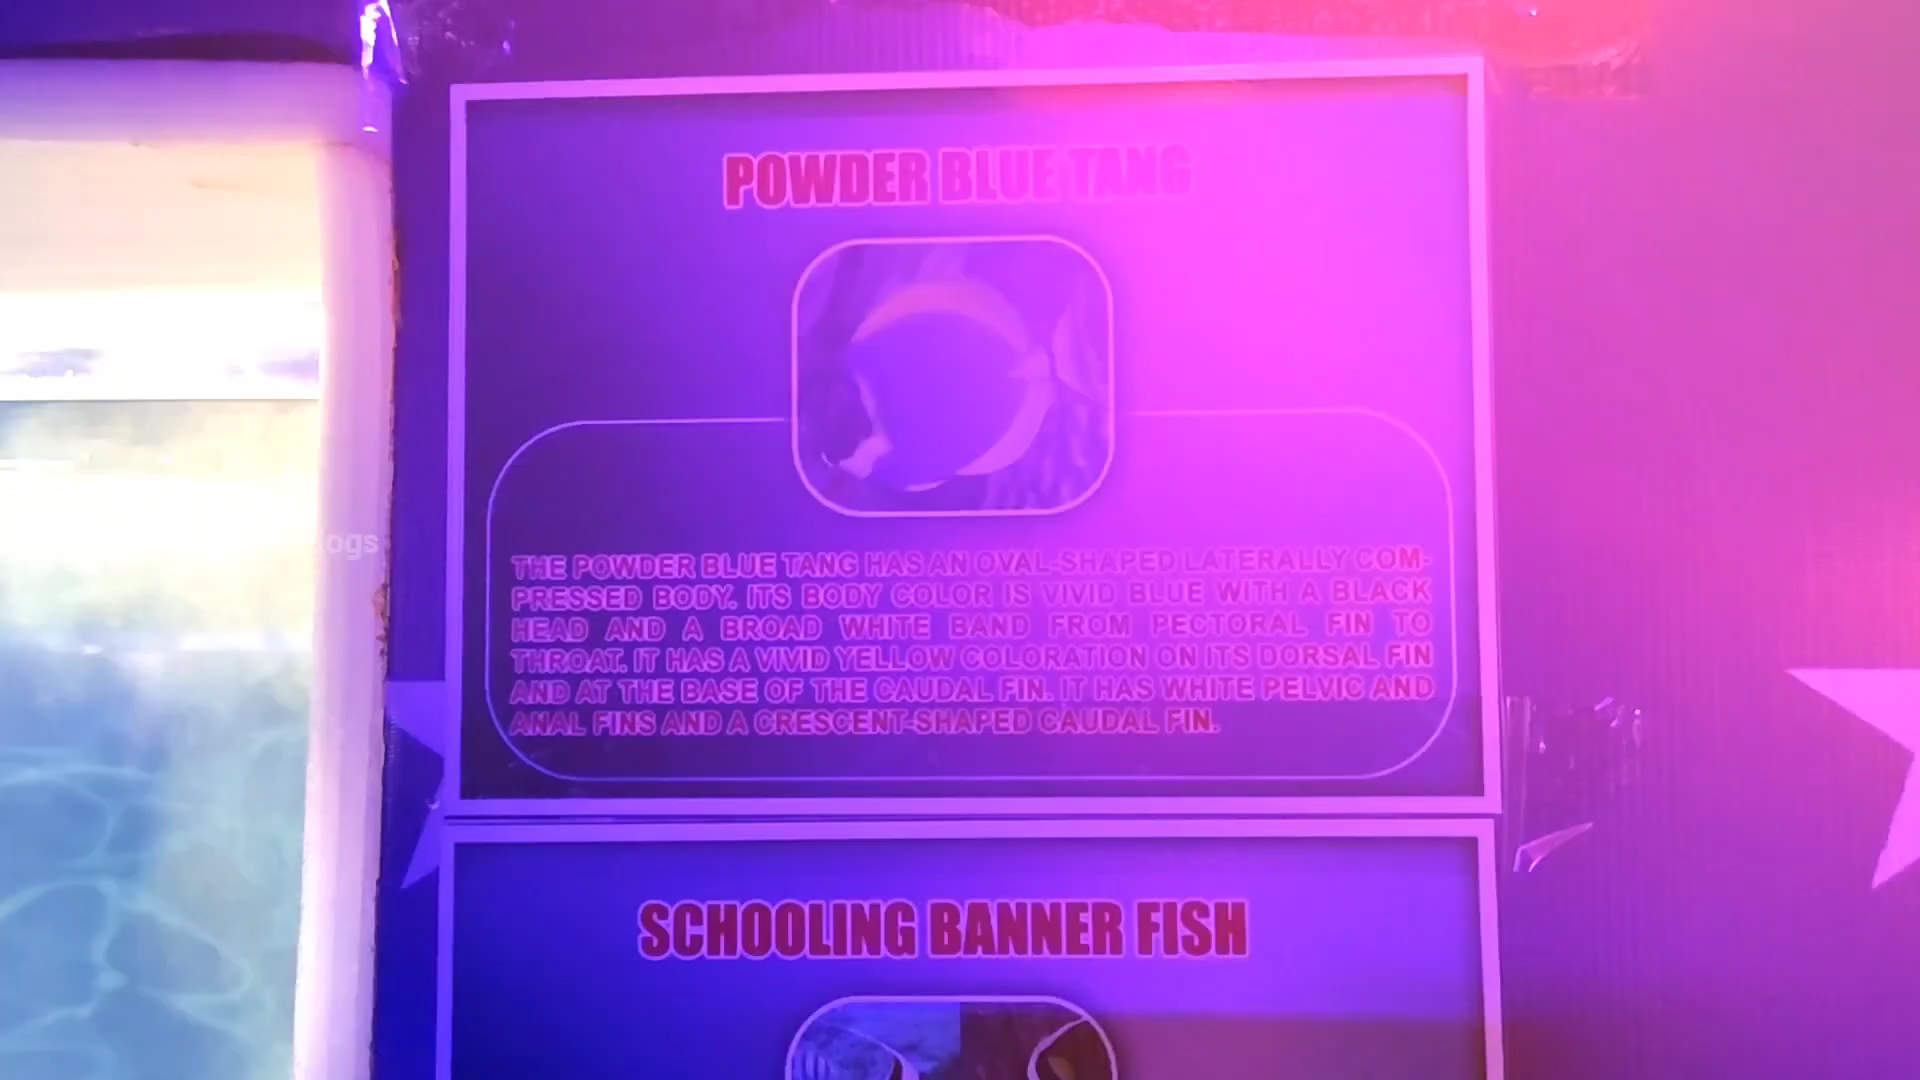 POWDER BLUE TANG
THE POWDER BLUE TANG HAS AN OVAL-SHAPED LATERALLY COM-
PRESSED BODY. ITS BODY COLOR IS VIVID BLUE WITH A BLACK
HEAD AND A BROAD WHITE BAND FROM PECTORAL FIN TO
THROAT. IT HAS A VIVID YELLOW COLORATION ON ITS DORSAL FIN
AND AT THE BASE OF THE CAUDAL FIN. IT HAS WHITE PELVIC AND
ANAL FINS AND A CRESCENT-SHAPED CAUDAL FIN.
SCHOOLING BANNER FISH